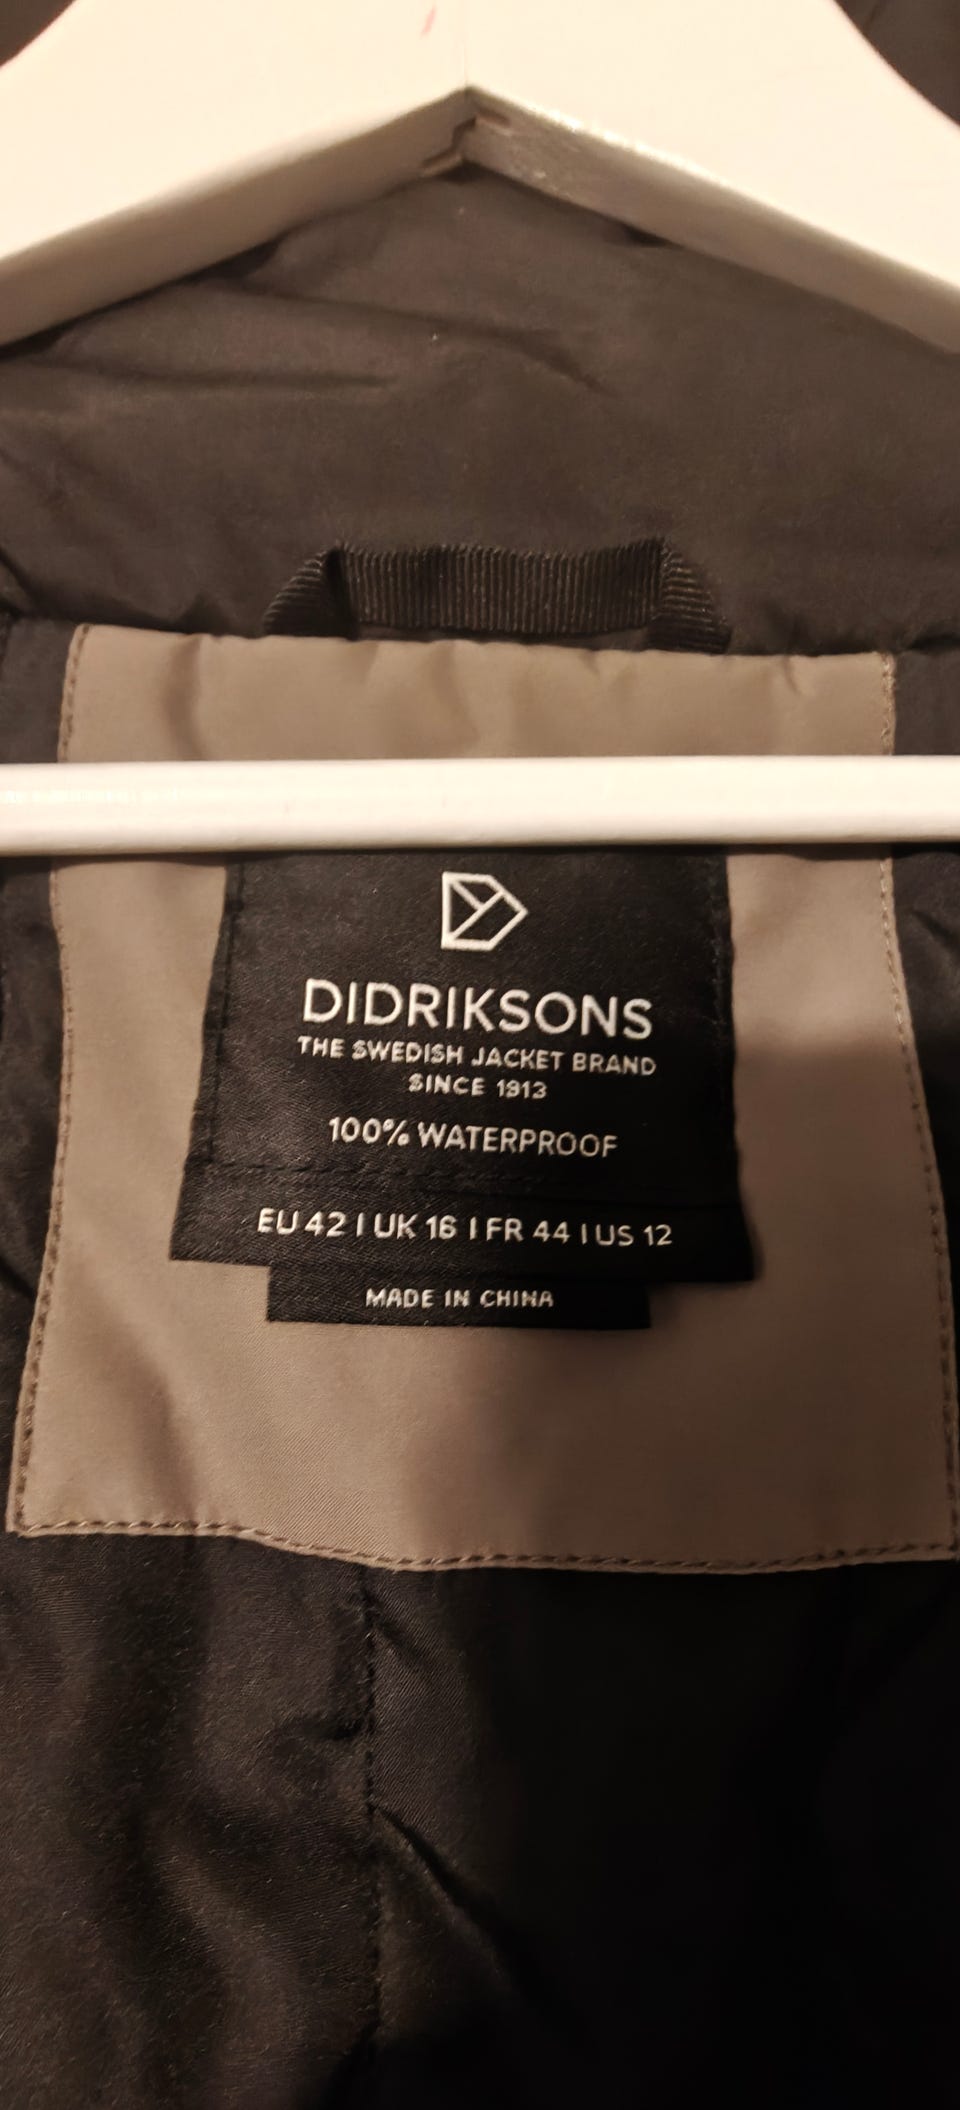 DIDRIKSONS
THE SWEDISH JACKET BRAND
SINCE 1913
100% WATERPROOF
EU 42 | UK 16 | FR 44 | US 12
MADE IN CHINA